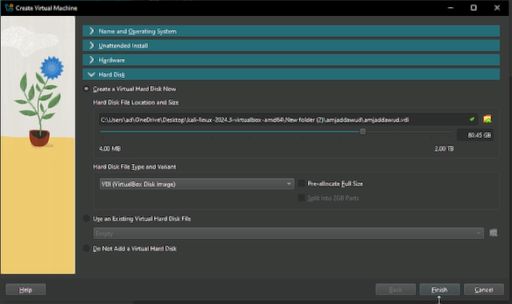 Create Virtual Machine
Name and Operating System
Unattended Install
Hardware
Hard Disk
Create a Virtual Hard Disk Now
Hard Disk File Location and Size
C:\Users\ad\OneDrive\Desktop\kali-linux-2024.3-virtualbox-amd64\New folder (2)\amjaddawud\amjaddawud.vdi
80.45 GB
4.00 MB 2.00 TB
Hard Disk File Type and Variant
VDI (VirtualBox Disk Image) Pre-allocate Full Size
Split into 2GB Parts
Use an Existing Virtual Hard Disk File
Empty
Do Not Add a Virtual Hard Disk
Help Back Finish Cancel